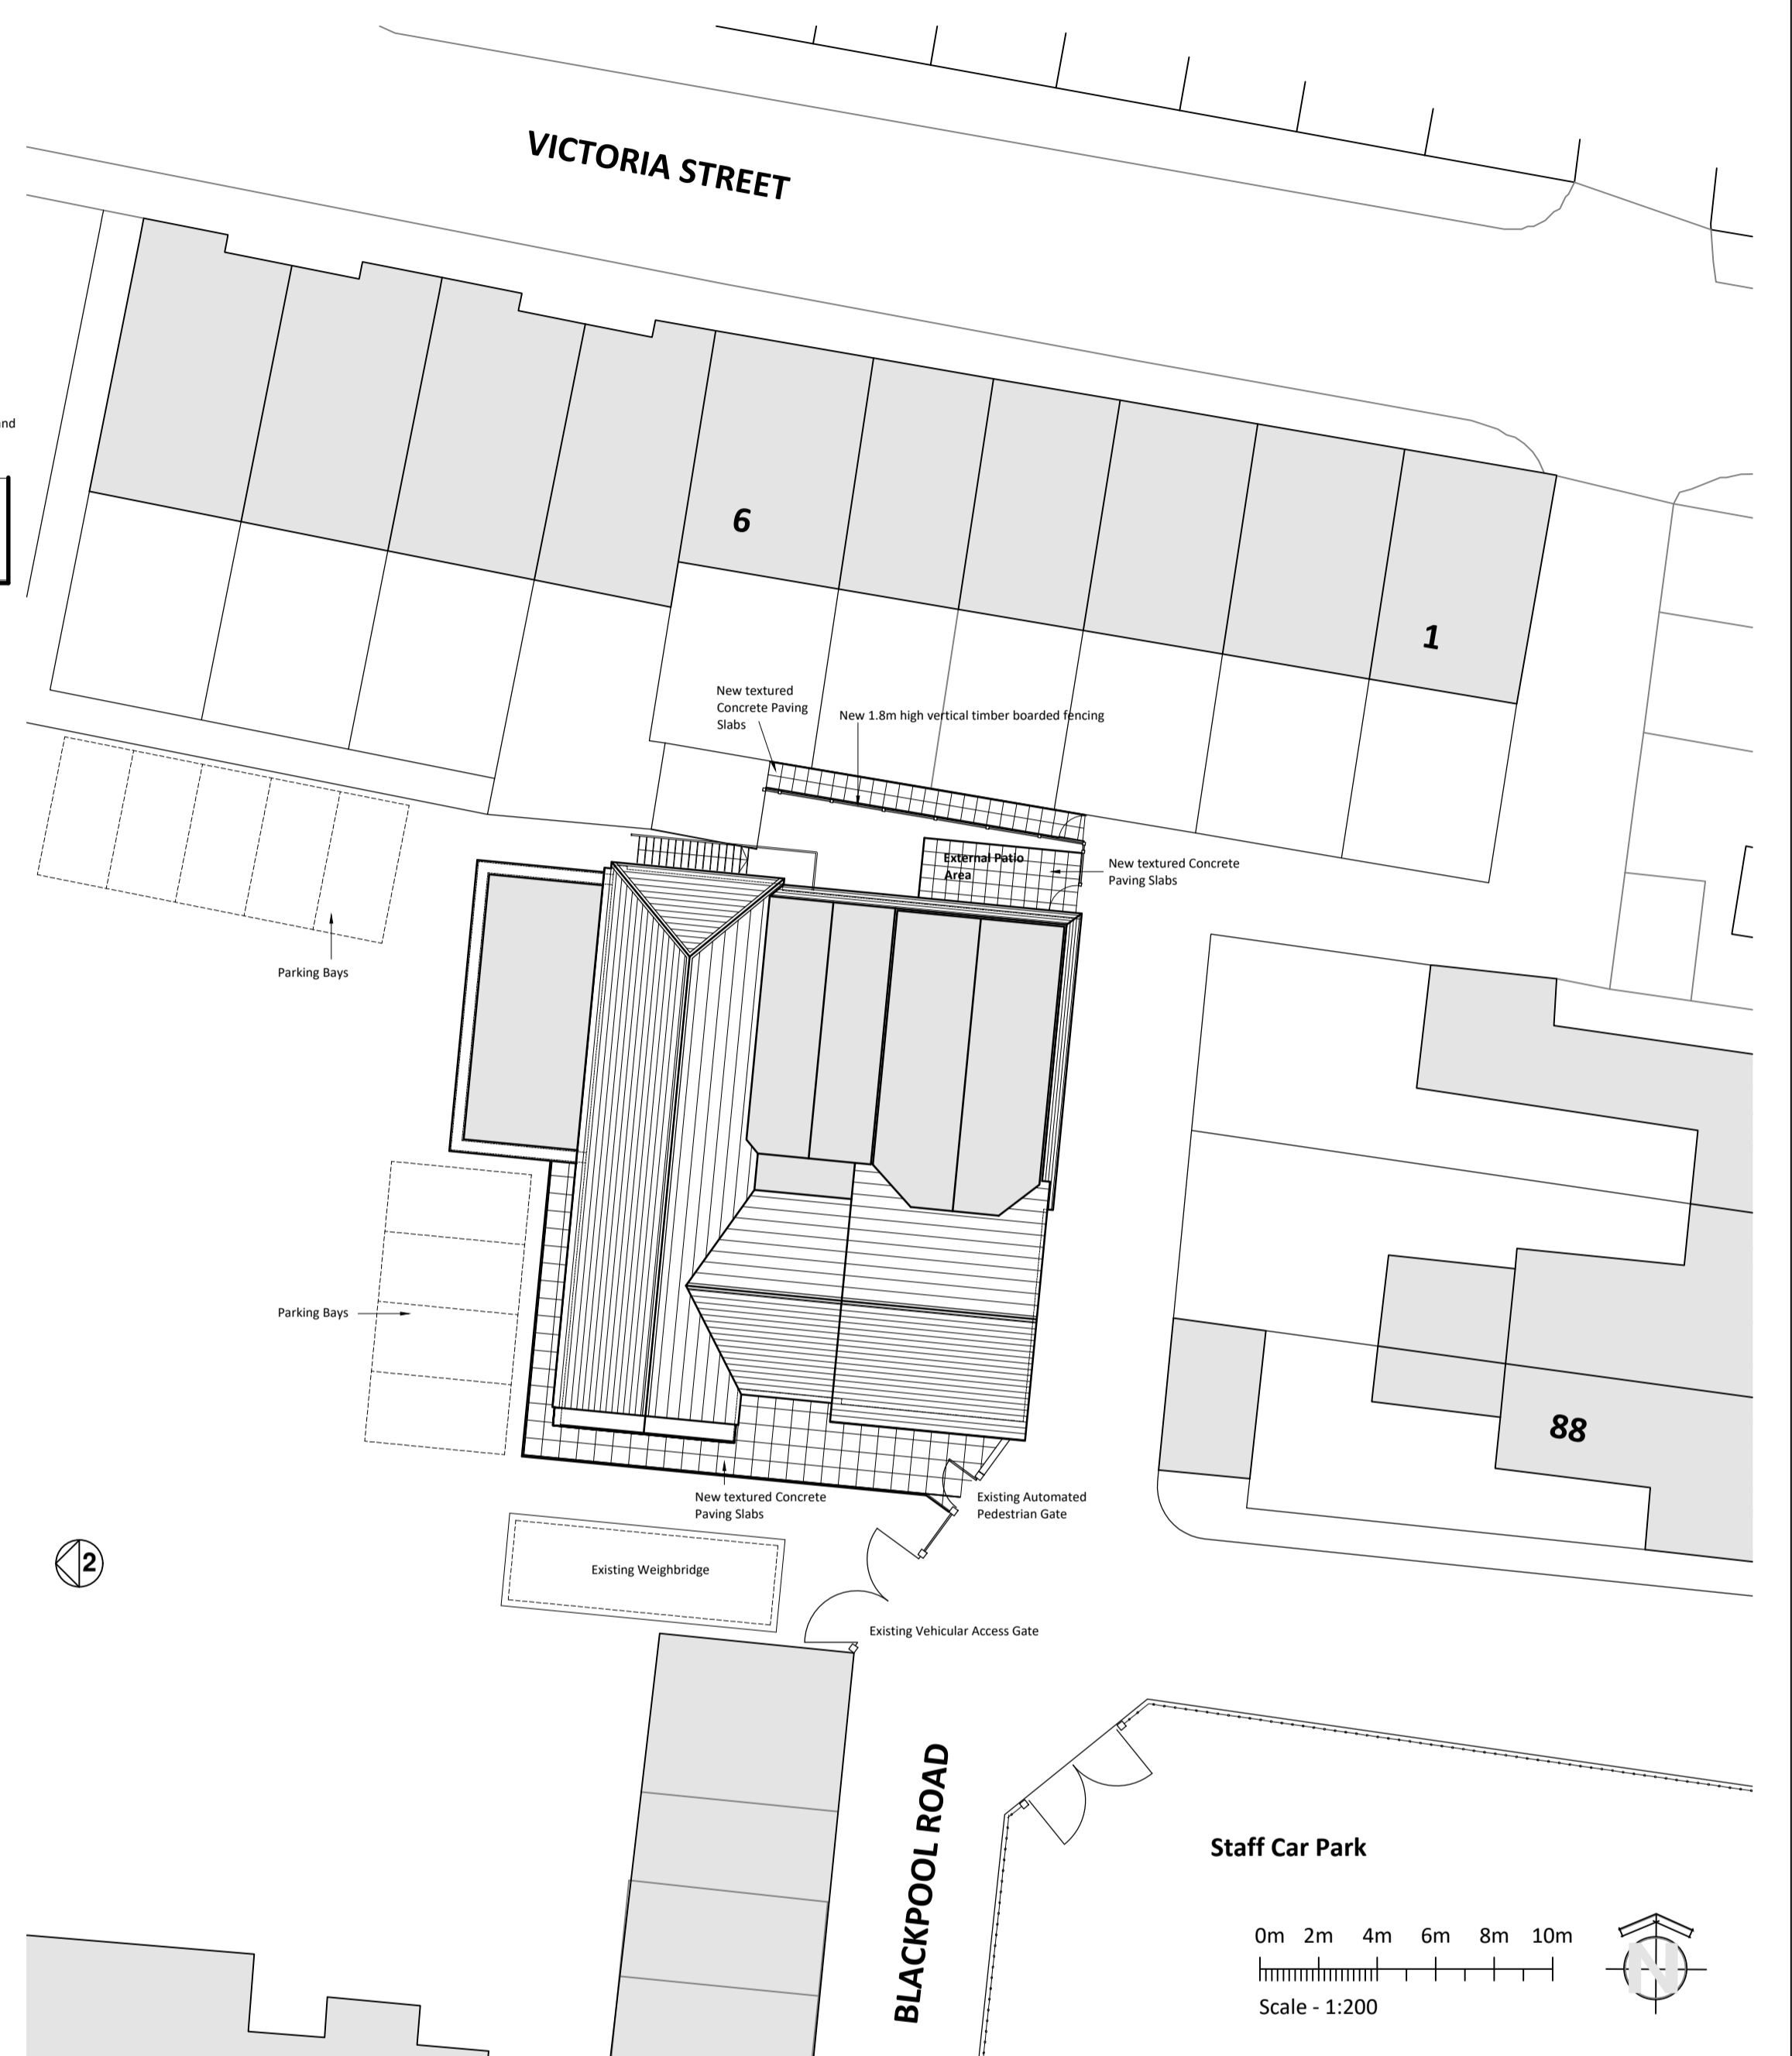 VICTORIA STREET
6
1
New textured
Concrete Paving
Slabs
New 1.8m high vertical timber boarded fencing
External Patio
Area
New textured Concrete
Paving Slabs
Parking Bays
Parking Bays
88
New textured Concrete
Paving Slabs
Existing Automated
Pedestrian Gate
2
Existing Weighbridge
Existing Vehicular Access Gate
BLACKPOOL ROAD
Staff Car Park
0m 2m 4m 6m 8m 10m
Scale - 1:200
N